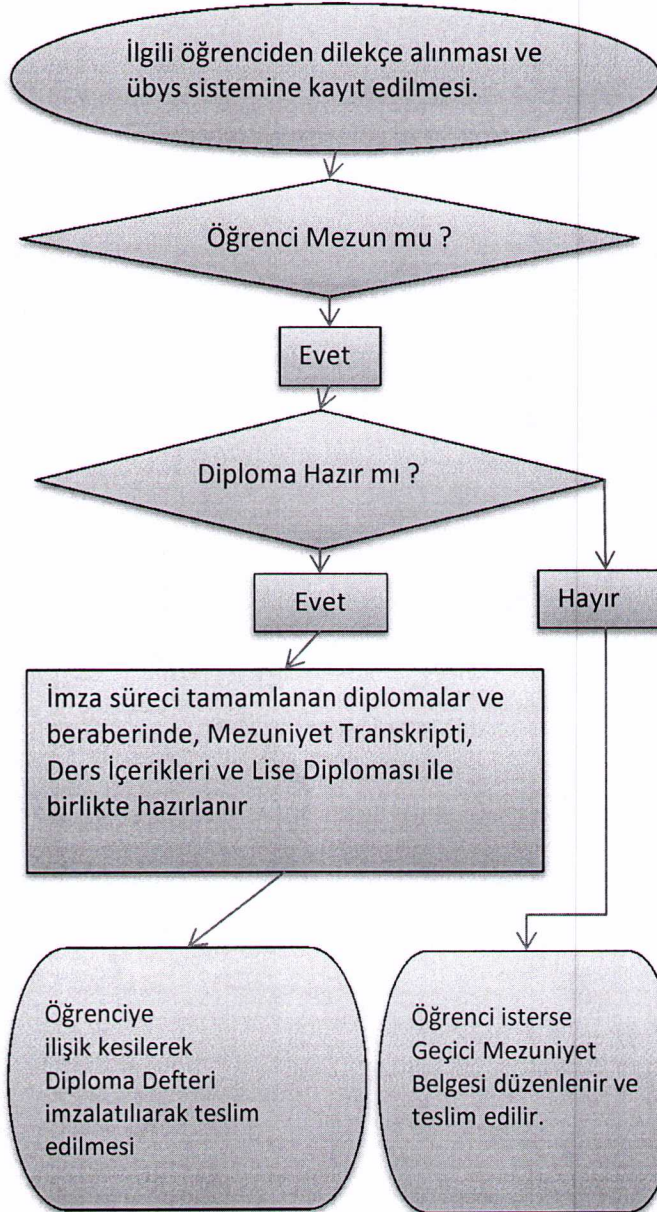 İlgili öğrenciden dilekçe alınması ve
übys sistemine kayıt edilmesi.
Öğrenci Mezun mu ?
Evet
Diploma Hazır mı ?
Evet
Hayır
İmza süreci tamamlanan diplomalar ve
beraberinde, Mezuniyet Transkripti,
Ders İçerikleri ve Lise Diploması ile
birlikte hazırlanır
Öğrenciye
ilişik kesilerek
Diploma Defteri
imzalatılıarak teslim
edilmesi
Öğrenci isterse
Geçici Mezuniyet
Belgesi düzenlenir ve
teslim edilir.